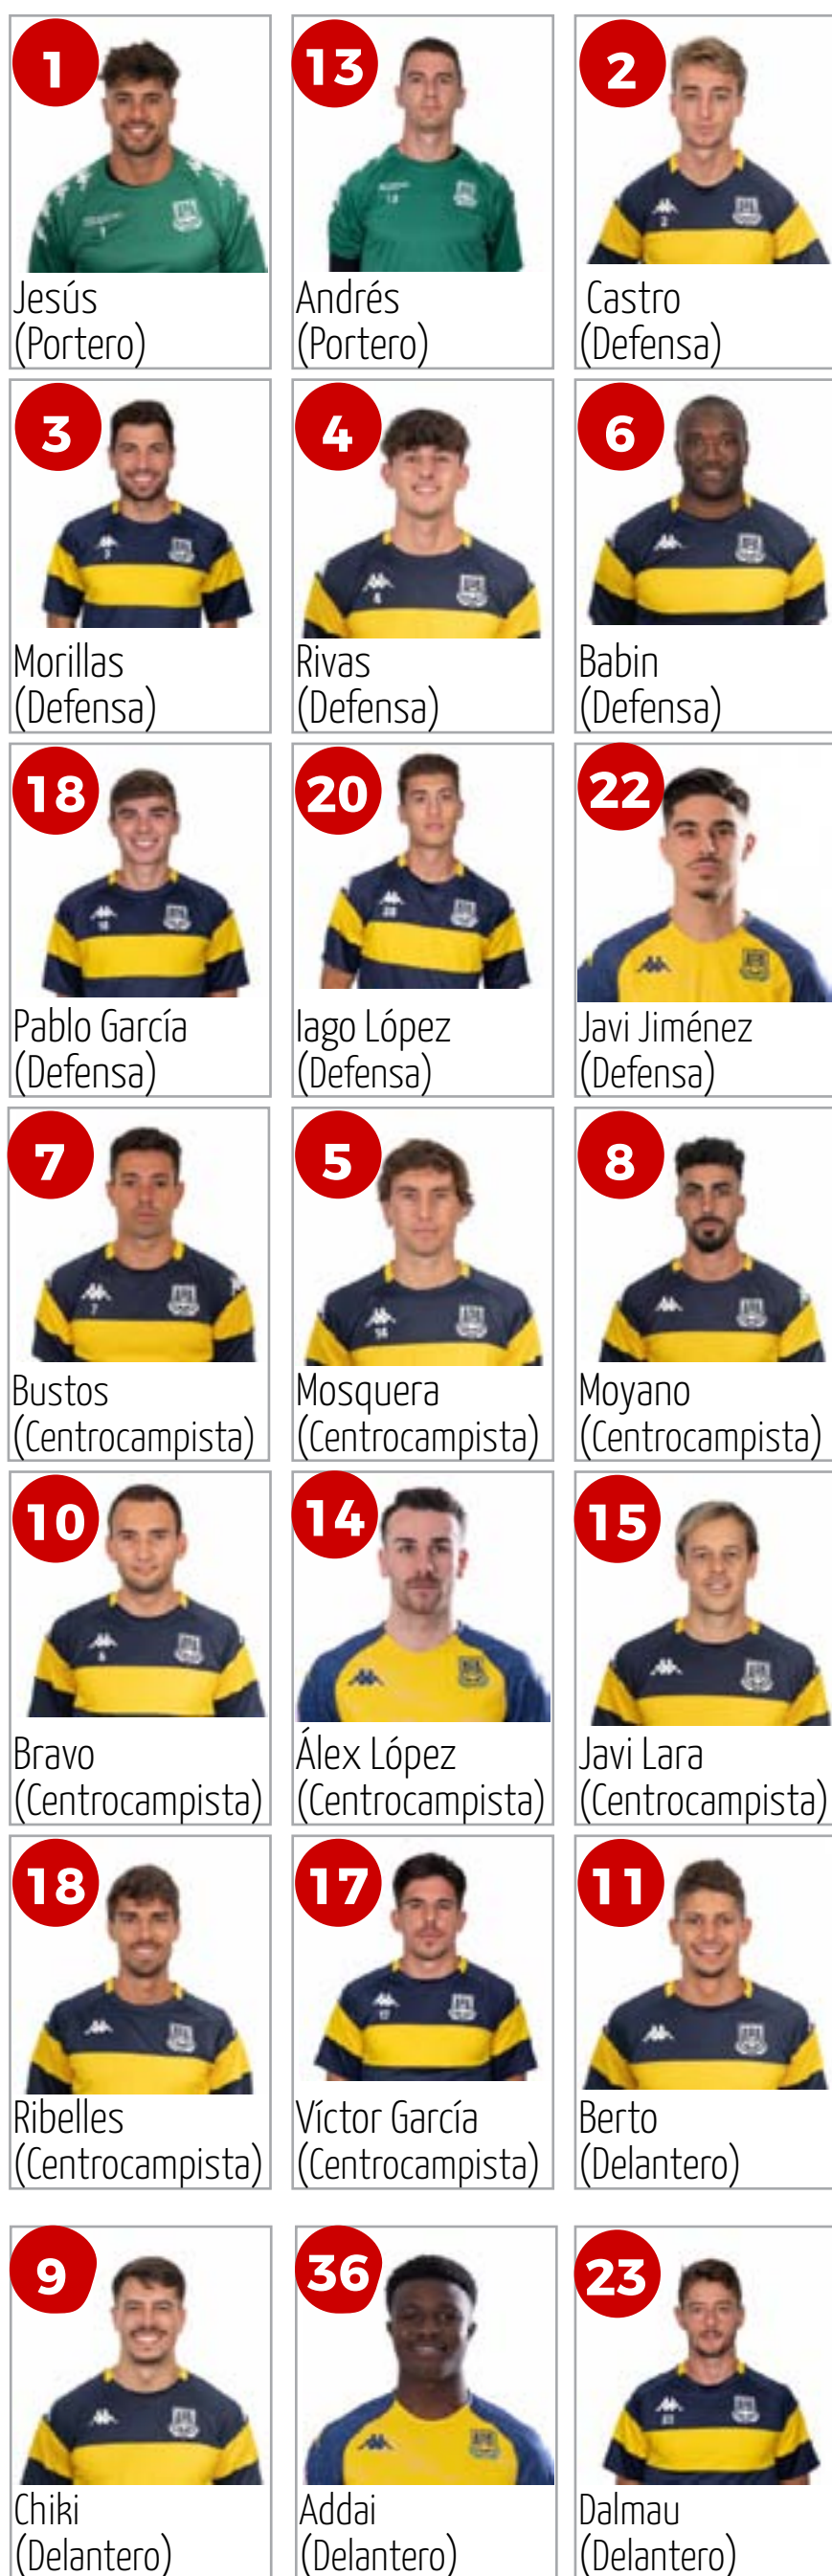 1
Jesús
(Portero)
13
Andrés
(Portero)
2
Castro
(Defensa)
3
Morillas
(Defensa)
4
Rivas
(Defensa)
6
Babin
(Defensa)
18
Pablo García
(Defensa)
20
Iago López
(Defensa)
22
Javi Jiménez
(Defensa)
7
Bustos
(Centrocampista)
5
Mosquera
(Centrocampista)
8
Moyano
(Centrocampista)
10
Bravo
(Centrocampista)
14
Álex López
(Centrocampista)
15
Javi Lara
(Centrocampista)
18
Ribelles
(Centrocampista)
17
Víctor García
(Centrocampista)
11
Berto
(Delantero)
9
Chiki
(Delantero)
36
Addai
(Delantero)
23
Dalmau
(Delantero)